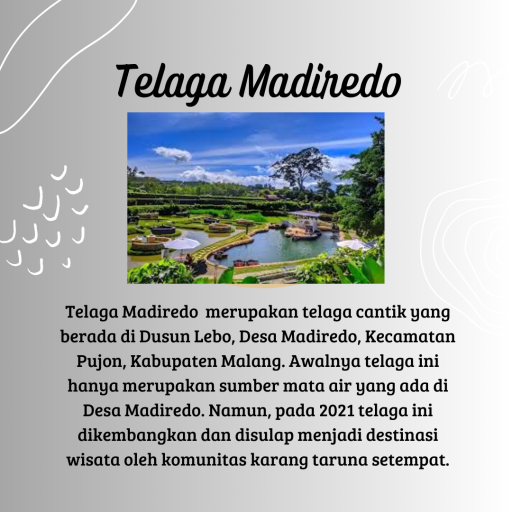 Telaga Madiredo
Telaga Madiredo merupakan telaga cantik yang
berada di Dusun Lebo, Desa Madiredo, Kecamatan
Pujon, Kabupaten Malang. Awalnya telaga ini
hanya merupakan sumber mata air yang ada di
Desa Madiredo. Namun, pada 2021 telaga ini
dikembangkan dan disulap menjadi destinasi
wisata oleh komunitas karang taruna setempat.